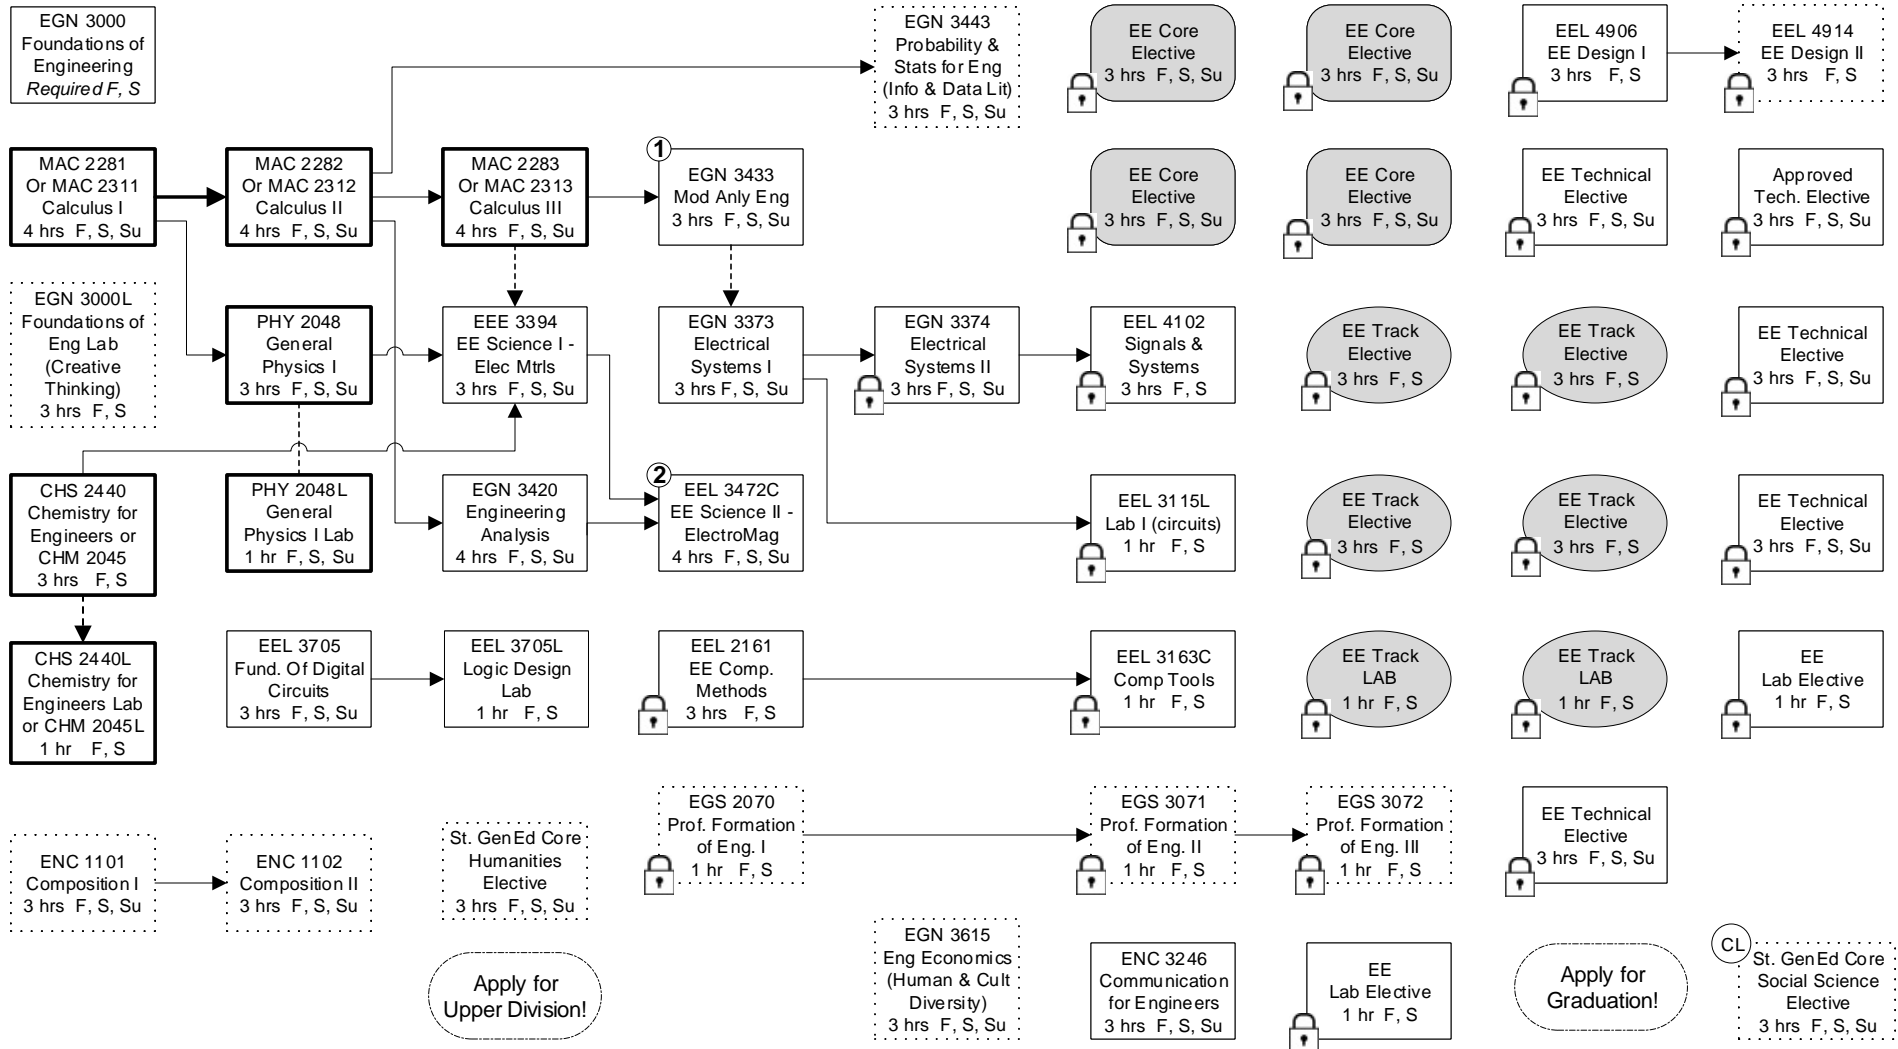 EGN 3000
Foundations of
Engineering
Required F, S
EGN 3443
Probability &
Stats for Eng
(Info & Data Lit)
3 hrs F, S, Su
EE Core
Elective
3 hrs F, S, Su
EE Core
Elective
3 hrs F, S, Su
EEL 4906
EE Design I
3 hrs F, S
EEL 4914
EE Design II
3 hrs F, S
MAC 2281
Or MAC 2311
Calculus I
4 hrs F, S, Su
MAC 2282
Or MAC 2312
Calculus II
4 hrs F, S, Su
MAC 2283
Or MAC 2313
Calculus III
4 hrs F, S, Su
1
EGN 3433
Mod Anly Eng
3 hrs F, S, Su
EE Core
Elective
3 hrs F, S, Su
EE Core
Elective
3 hrs F, S, Su
EE Technical
Elective
3 hrs F, S, Su
Approved
Tech. Elective
3 hrs F, S, Su
EGN 3000L
Foundations of
Eng Lab
(Creative
Thinking)
3 hrs F, S
PHY 2048
General
Physics I
3 hrs F, S, Su
EEE 3394
EE Science I -
Elec Mtrls
3 hrs F, S, Su
EGN 3373
Electrical
Systems I
3 hrs F, S, Su
EGN 3374
Electrical
Systems II
3 hrs F, S, Su
EEL 4102
Signals &
Systems
3 hrs F, S
EE Track
Elective
3 hrs F, S
EE Track
Elective
3 hrs F, S
EE Technical
Elective
3 hrs F, S, Su
CHS 2440
Chemistry for
Engineers or
CHM 2045
3 hrs F, S
PHY 2048L
General
Physics I Lab
1 hr F, S, Su
EGN 3420
Engineering
Analysis
4 hrs F, S, Su
2
EEL 3472C
EE Science II -
ElectroMag
4 hrs F, S, Su
EEL 3115L
Lab I (circuits)
1 hr F, S
EE Track
Elective
3 hrs F, S
EE Track
Elective
3 hrs F, S
EE Technical
Elective
3 hrs F, S, Su
CHS 2440L
Chemistry for
Engineers Lab
or CHM 2045L
1 hr F, S
EEL 3705
Fund. Of Digital
Circuits
3 hrs F, S, Su
EEL 3705L
Logic Design
Lab
1 hr F, S
EEL 2161
EE Comp.
Methods
3 hrs F, S
EEL 3163C
Comp Tools
1 hr F, S
EE Track
LAB
1 hr F, S
EE Track
LAB
1 hr F, S
EE
Lab Elective
1 hr F, S
ENC 1101
Composition I
3 hrs F, S, Su
ENC 1102
Composition II
3 hrs F, S, Su
St. GenEd Core
Humanities
Elective
3 hrs F, S, Su
EGS 2070
Prof. Formation
of Eng. I
1 hr F, S
EGS 3071
Prof. Formation
of Eng. II
1 hr F, S
EGS 3072
Prof. Formation
of Eng. III
1 hr F, S
EE Technical
Elective
3 hrs F, S, Su
Apply for
Upper Division!
EGN 3615
Eng Economics
(Human & Cult
Diversity)
3 hrs F, S, Su
ENC 3246
Communication
for Engineers
3 hrs F, S, Su
EE
Lab Elective
1 hr F, S
Apply for
Graduation!
CL
St. GenEd Core
Social Science
Elective
3 hrs F, S, Su